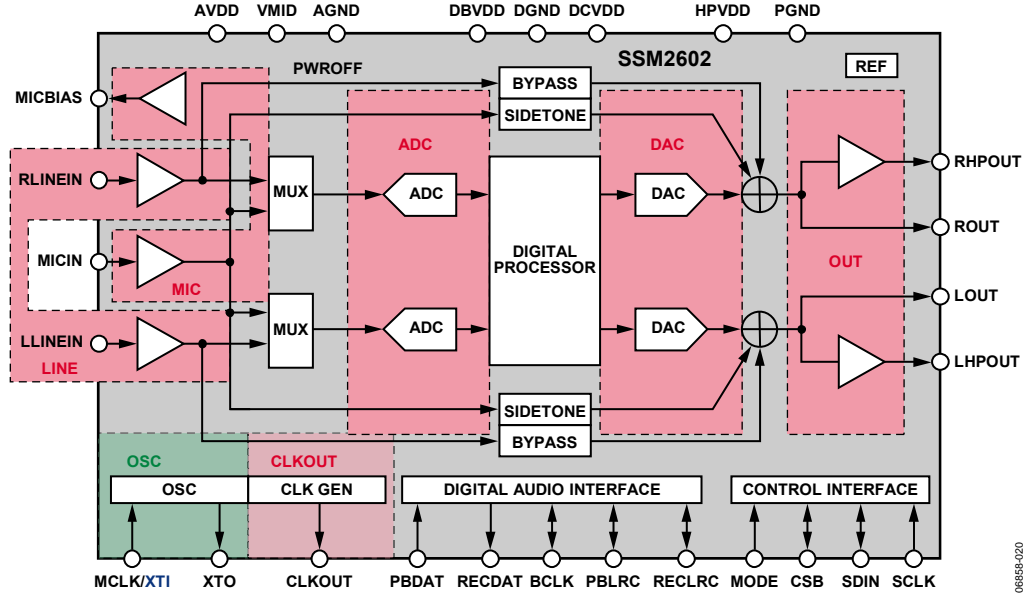 AVDD VMID AGND DBVDD DGND DCVDD HPVDD PGND
PWROFF
BYPASS
SSM2602
REF
MICBIAS
SIDETONE
ADC
DAC
RLINEIN
MUX
ADC
DAC
RHPOUT
ROUT
MICIN
MIC
DIGITAL
PROCESSOR
OUT
LOUT
LLINEIN
MUX
ADC
DAC
LHPOUT
LINE
SIDETONE
BYPASS
OSC
CLKOUT
OSC
CLK GEN
DIGITAL AUDIO INTERFACE
CONTROL INTERFACE
MCLK/XTI XTO CLKOUT PBDAT RECDAT BCLK PBLRC RECLRC MODE CSB SDIN SCLK
06858-020